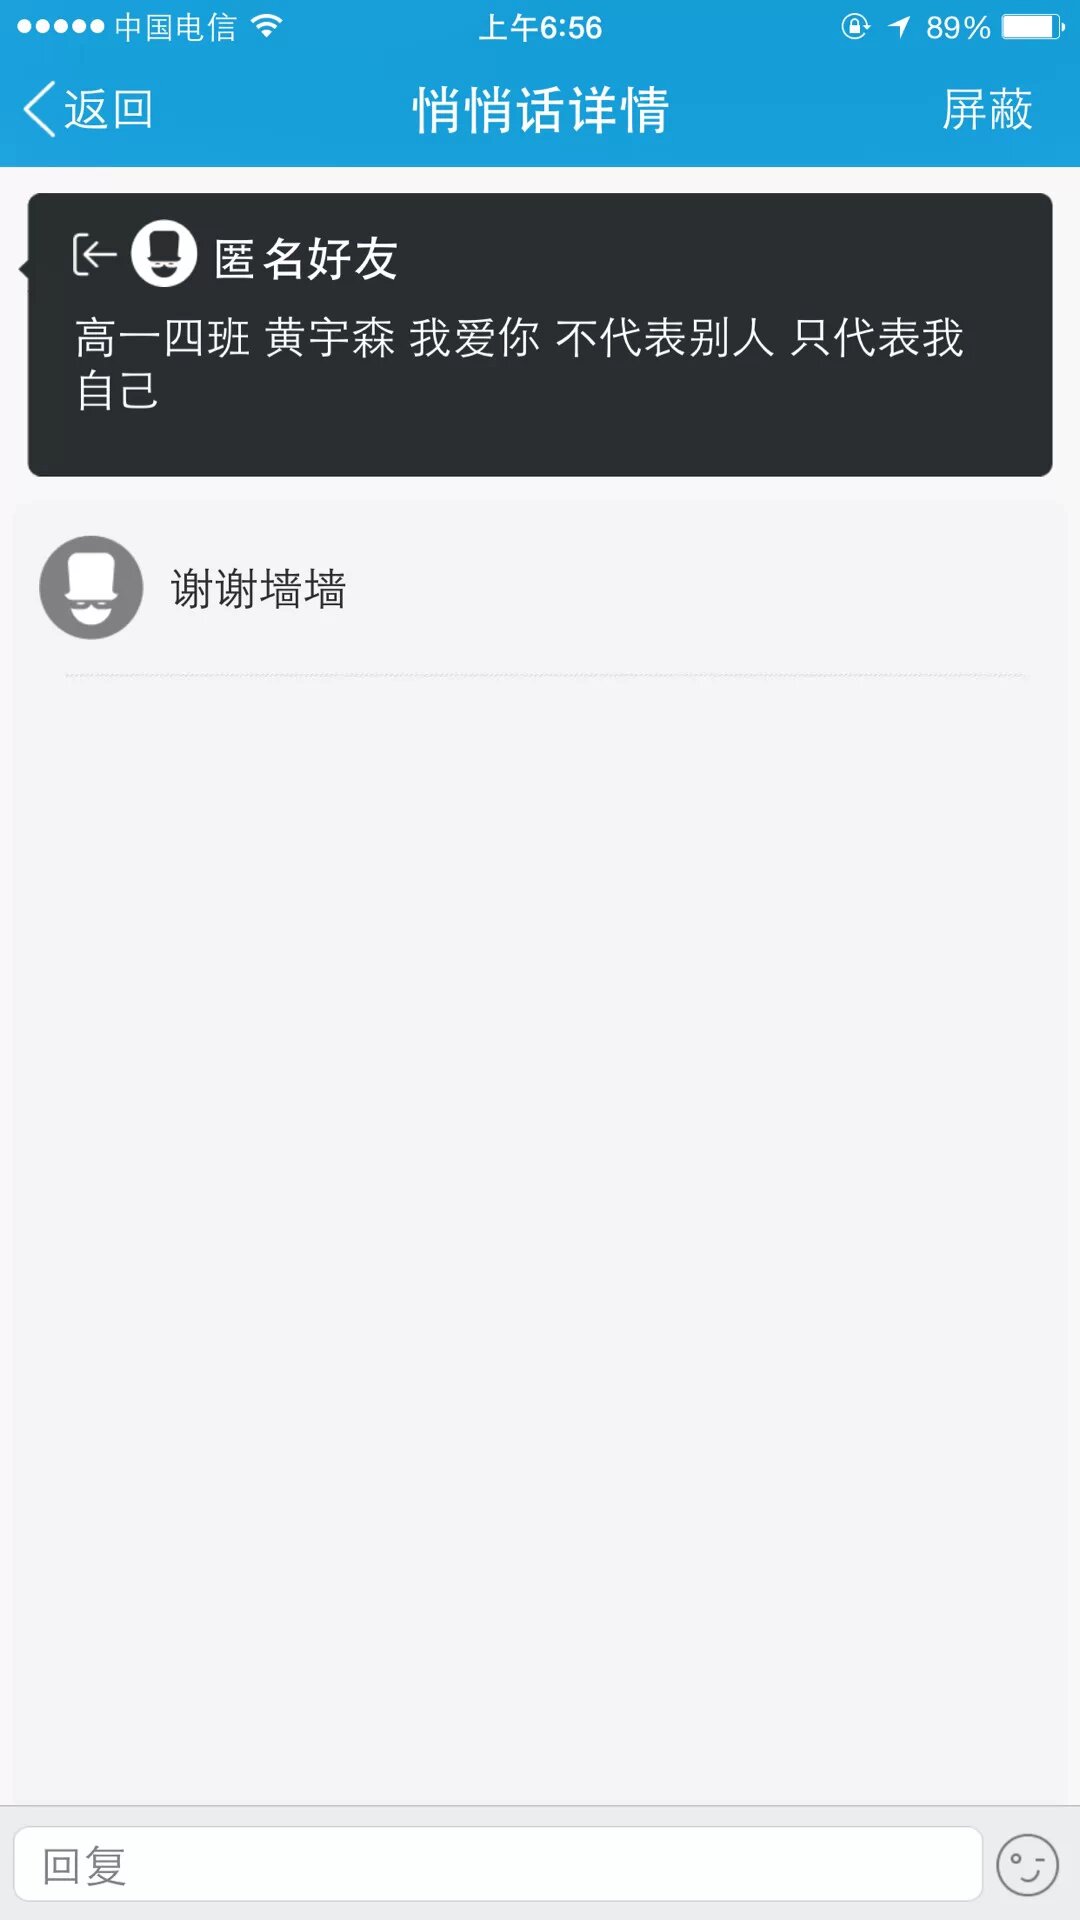 中国电信 上午6:56 89%
返回 悄悄话详情 屏蔽
匿名好友
高一四班 黄宇森 我爱你 不代表别人 只代表我
自己
谢谢墙墙
回复